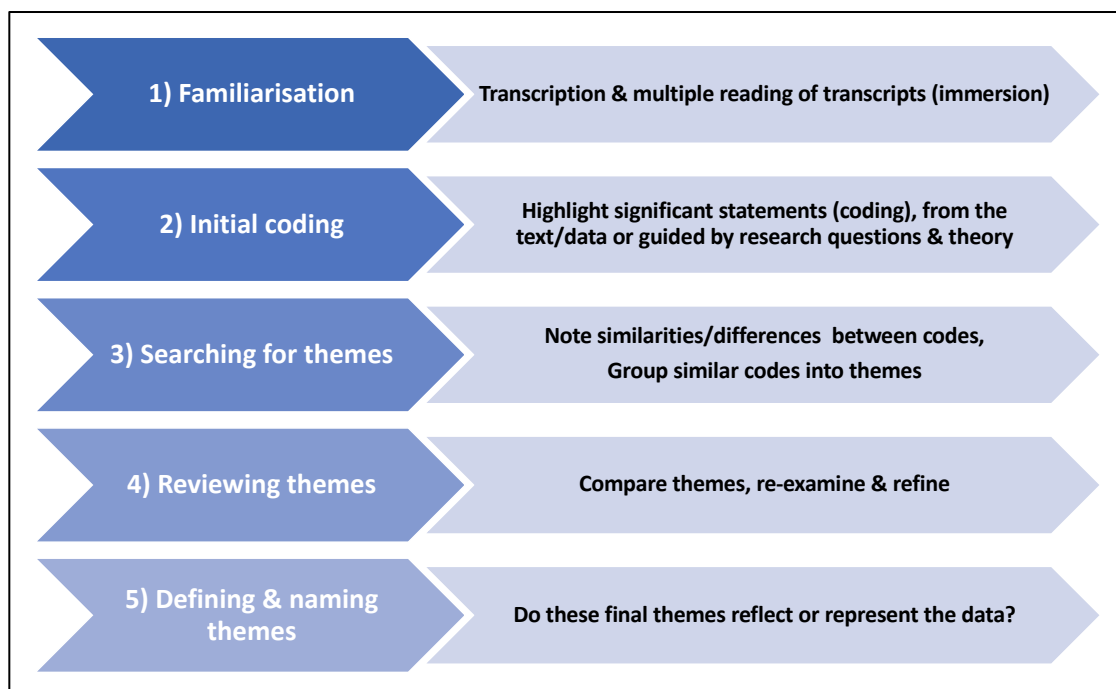 1) Familiarisation
Transcription & multiple reading of transcripts (immersion)
2) Initial coding
Highlight significant statements (coding), from the
text/data or guided by research questions & theory
3) Searching for themes
Note similarities/differences  between codes,
Group similar codes into themes
4) Reviewing themes
Compare themes, re-examine & refine
5) Defining & naming
themes
Do these final themes reflect or represent the data?